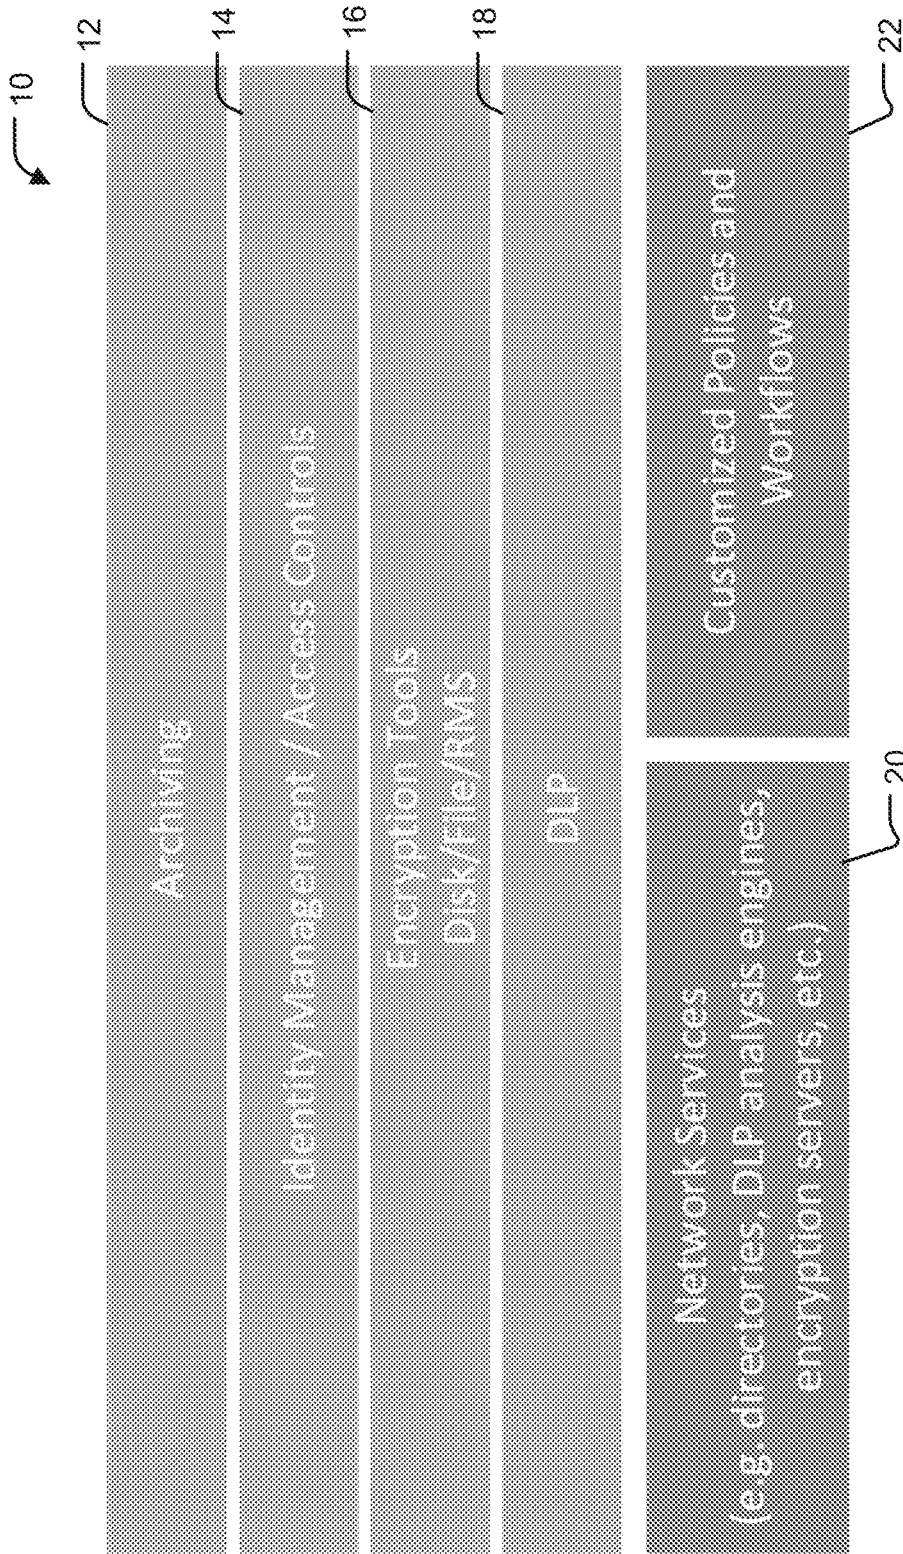 10
12
Archiving
14
Identity Management / Access Controls
16
Encryption Tools
Disk/File/RMS
18
DLP
Network Services
(e.g. directories, DLP analysis engines,
encryption servers, etc.)
20
Customized Policies and
Workflows
22